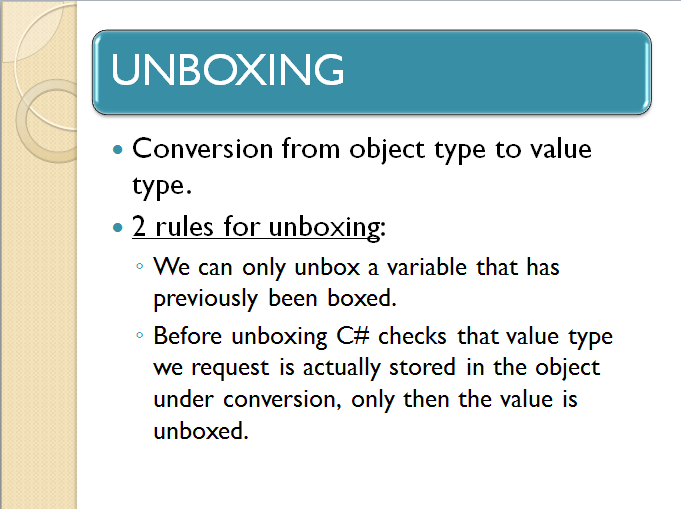 UNBOXING
• Conversion from object type to value
type.
• 2 rules for unboxing:
◦ We can only unbox a variable that has
previously been boxed.
◦ Before unboxing C# checks that value type
we request is actually stored in the object
under conversion, only then the value is
unboxed.